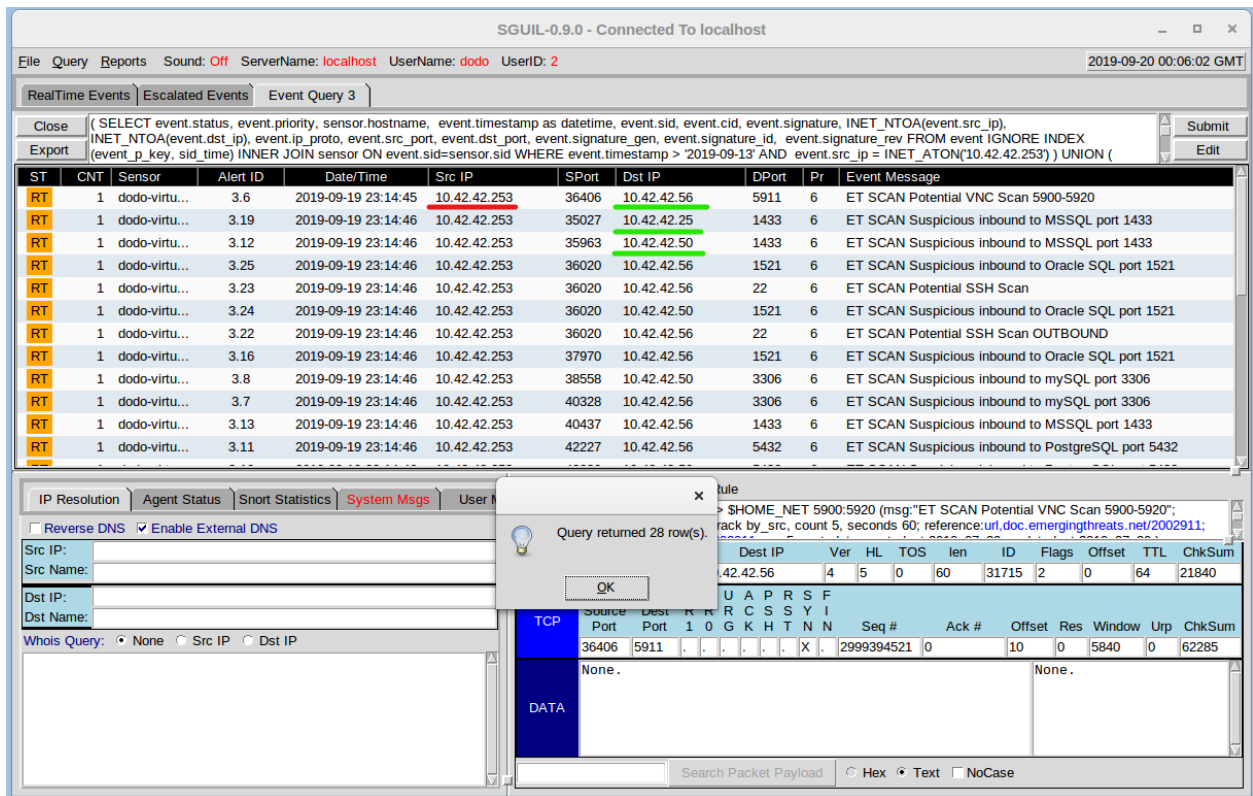 SGUIL-0.9.0 - Connected To localhost
File Query Reports Sound: Off ServerName: localhost UserName: dodo UserID: 2 2019-09-20 00:06:02 GMT
RealTime Events Escalated Events Event Query 3
Close ( SELECT event.status, event.priority, sensor.hostname, event.timestamp as datetime, event.sid, event.cid, event.signature, INET_NTOA(event.src_ip), Submit
INET_NTOA(event.dst_ip), event.ip_proto, event.src_port, event.dst_port, event.signature_gen, event.signature_id, event.signature_rev FROM event IGNORE INDEX
Export (event_p_key, sid_time) INNER JOIN sensor ON event.sid=sensor.sid WHERE event.timestamp > '2019-09-13' AND event.src_ip = INET_ATON('10.42.42.253') ) UNION ( Edit
ST CNT Sensor Alert ID Date/Time Src IP SPort Dst IP DPort Pr Event Message
RT 1 dodo-virtu... 3.6 2019-09-19 23:14:45 10.42.42.253 36406 10.42.42.56 5911 6 ET SCAN Potential VNC Scan 5900-5920
RT 1 dodo-virtu... 3.19 2019-09-19 23:14:46 10.42.42.253 35027 10.42.42.25 1433 6 ET SCAN Suspicious inbound to MSSQL port 1433
RT 1 dodo-virtu... 3.12 2019-09-19 23:14:46 10.42.42.253 35963 10.42.42.50 1433 6 ET SCAN Suspicious inbound to MSSQL port 1433
RT 1 dodo-virtu... 3.25 2019-09-19 23:14:46 10.42.42.253 36020 10.42.42.56 1521 6 ET SCAN Suspicious inbound to Oracle SQL port 1521
RT 1 dodo-virtu... 3.23 2019-09-19 23:14:46 10.42.42.253 36020 10.42.42.56 22 6 ET SCAN Potential SSH Scan
RT 1 dodo-virtu... 3.24 2019-09-19 23:14:46 10.42.42.253 36020 10.42.42.50 1521 6 ET SCAN Suspicious inbound to Oracle SQL port 1521
RT 1 dodo-virtu... 3.22 2019-09-19 23:14:46 10.42.42.253 36020 10.42.42.56 22 6 ET SCAN Potential SSH Scan OUTBOUND
RT 1 dodo-virtu... 3.16 2019-09-19 23:14:46 10.42.42.253 37970 10.42.42.56 1521 6 ET SCAN Suspicious inbound to Oracle SQL port 1521
RT 1 dodo-virtu... 3.8 2019-09-19 23:14:46 10.42.42.253 38558 10.42.42.50 3306 6 ET SCAN Suspicious inbound to mySQL port 3306
RT 1 dodo-virtu... 3.7 2019-09-19 23:14:46 10.42.42.253 40328 10.42.42.56 3306 6 ET SCAN Suspicious inbound to mySQL port 3306
RT 1 dodo-virtu... 3.13 2019-09-19 23:14:46 10.42.42.253 40437 10.42.42.56 1433 6 ET SCAN Suspicious inbound to MSSQL port 1433
RT 1 dodo-virtu... 3.11 2019-09-19 23:14:46 10.42.42.253 42227 10.42.42.56 5432 6 ET SCAN Suspicious inbound to PostgreSQL port 5432
IP Resolution Agent Status Snort Statistics System Msgs User
Reverse DNS Enable External DNS
Src IP:
Src Name:
Dst IP:
Dst Name:
Whois Query: None Src IP Dst IP
Query returned 28 row(s).
OK
Rule
> $HOME_NET 5900:5920 (msg:"ET SCAN Potential VNC Scan 5900-5920";
rack by_src, count 5, seconds 60; reference:url,doc.emergingthreats.net/2002911;
Dest IP Ver HL TOS len ID Flags Offset TTL ChkSum
.42.42.56 4 5 0 60 31715 2 0 64 21840
TCP
U A P R S F
Source Dest R R R C S S Y I
Port Port 1 0 G K H T N N Seq # Ack # Offset Res Window Urp ChkSum
36406 5911 . . . . . . X . 2999394521 0 10 0 5840 0 62285
DATA
None. None.
Search Packet Payload Hex Text NoCase